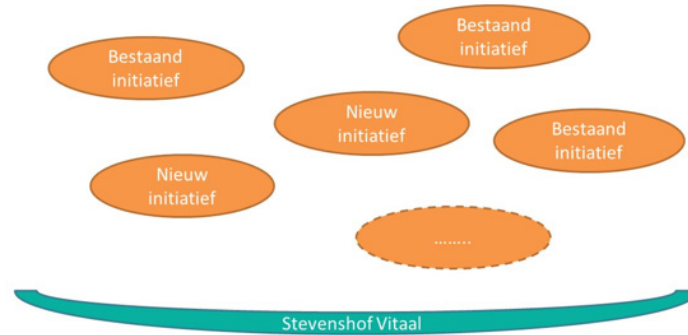 Bestaand
initiatief
Bestaand
initiatief
Nieuw
initiatief
Bestaand
initiatief
Nieuw
initiatief
........
Stevenshof Vitaal